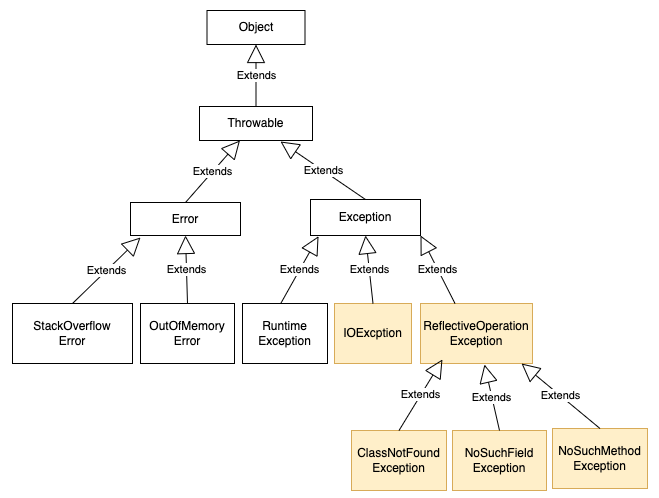 Object
Extends
Throwable
Extends
Extends
Error
Exception
Extends
Extends
Extends
Extends
Extends
StackOverflow
Error
OutOfMemory
Error
Runtime
Exception
IOExcption
ReflectiveOperation
Exception
Extends
Extends
Extends
ClassNotFound
Exception
NoSuchField
Exception
NoSuchMethod
Exception